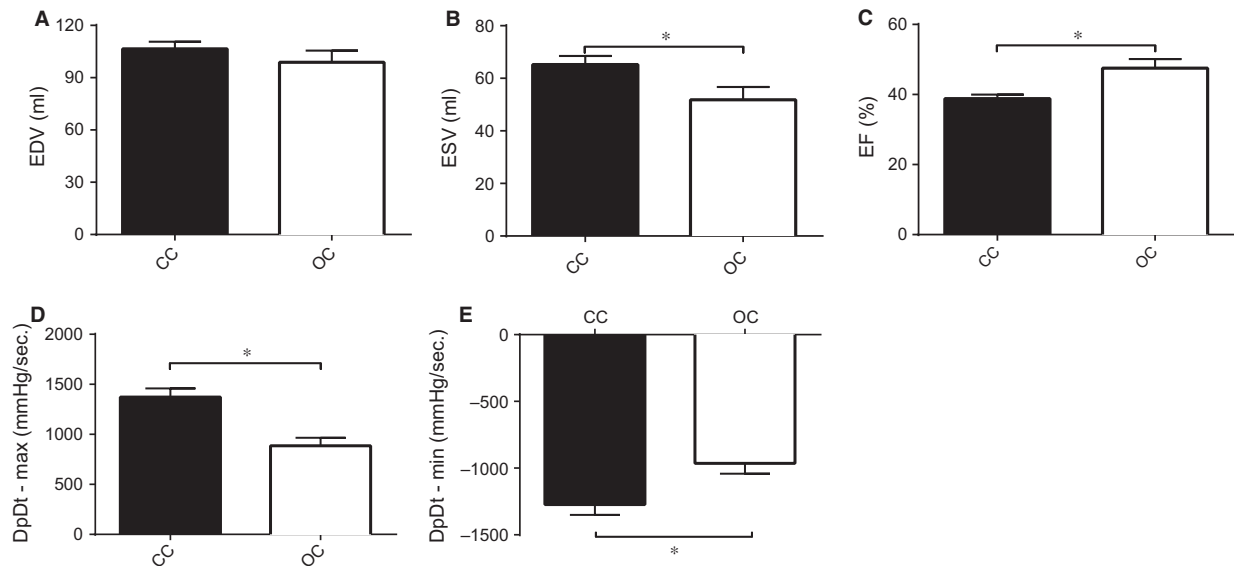 A
EDV (ml)
120
90
60
30
0
CC
OC
B
ESV (ml)
80
60
40
20
0
*
CC
OC
C
EF (%)
60
40
20
0
*
CC
OC
D
DpDt - max (mmHg/sec.)
2000
1500
1000
500
0
*
CC
OC
E
DpDt - min (mmHg/sec.)
CC
OC
0
–500
–1000
–1500
*